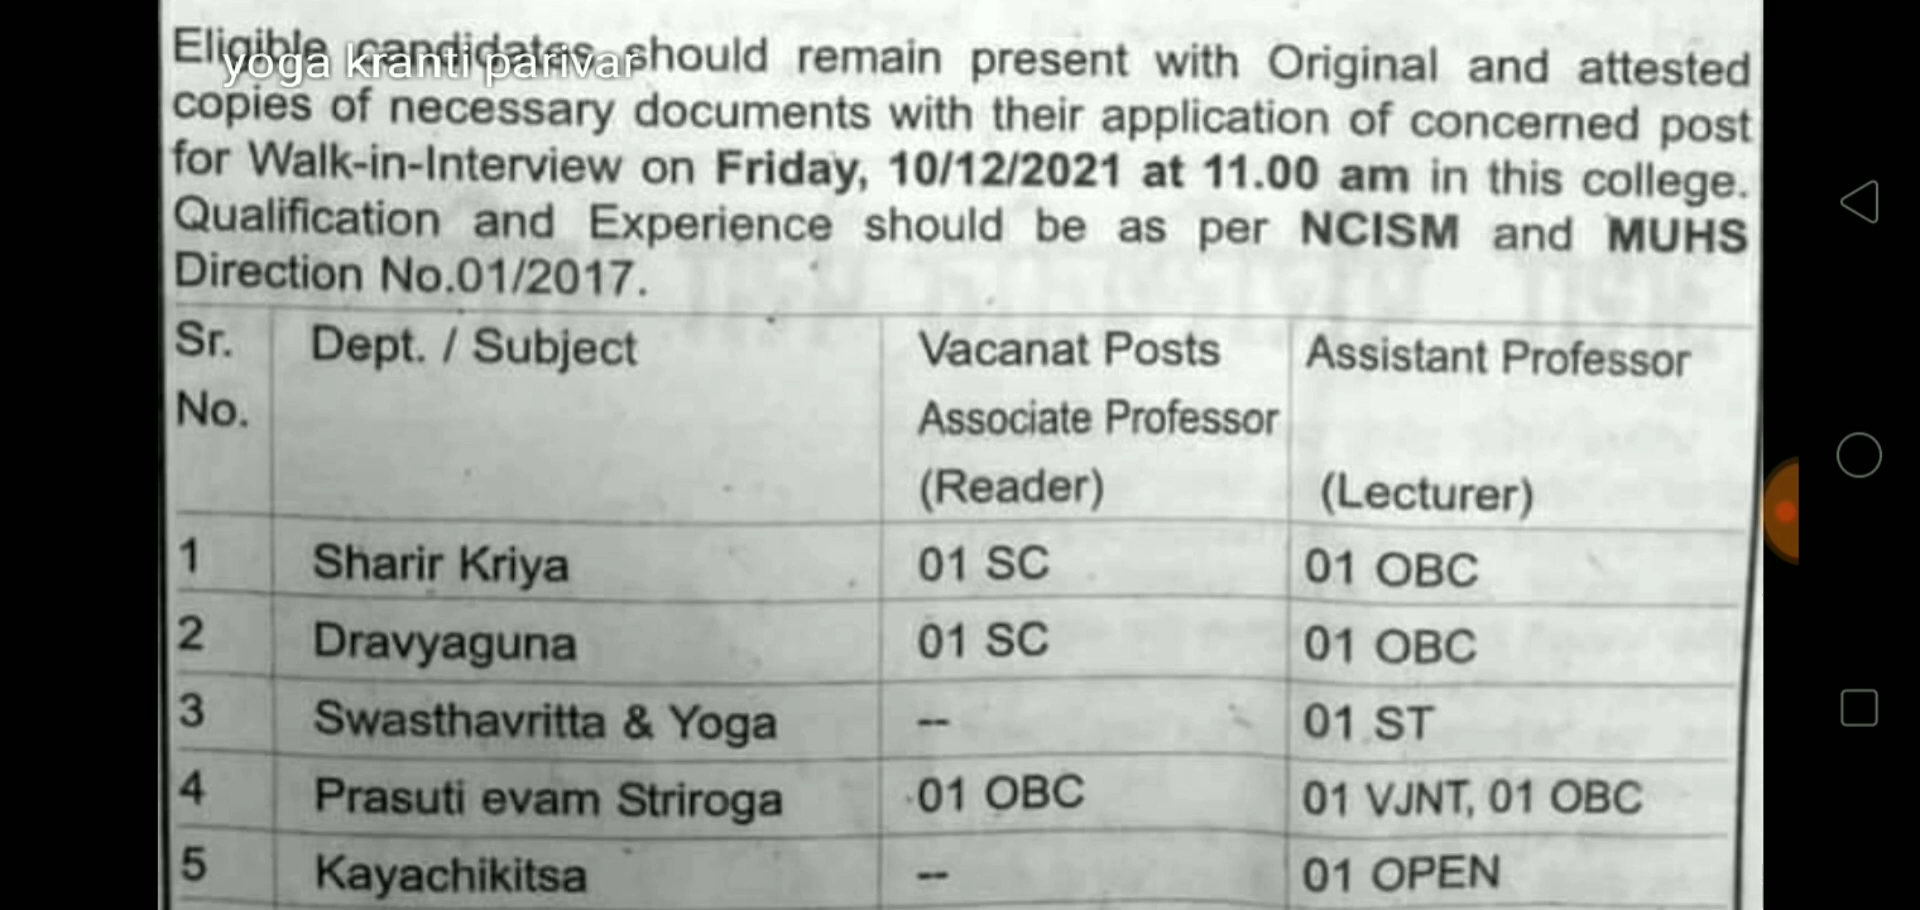 Eligible candidates should remain present with Original and attested
yoga kranti parivar
copies of necessary documents with their application of concerned post
for Walk-in-Interview on Friday, 10/12/2021 at 11.00 am in this college.
Qualification and Experience should be as per NCISM and MUHS
Direction No.01/2017.
Sr. No. Dept. / Subject Vacanat Posts Associate Professor (Reader) Assistant Professor (Lecturer)
1 Sharir Kriya 01 SC 01 OBC
2 Dravyaguna 01 SC 01 OBC
3 Swasthavritta & Yoga -- 01 ST
4 Prasuti evam Striroga 01 OBC 01 VJNT, 01 OBC
5 Kayachikitsa -- 01 OPEN